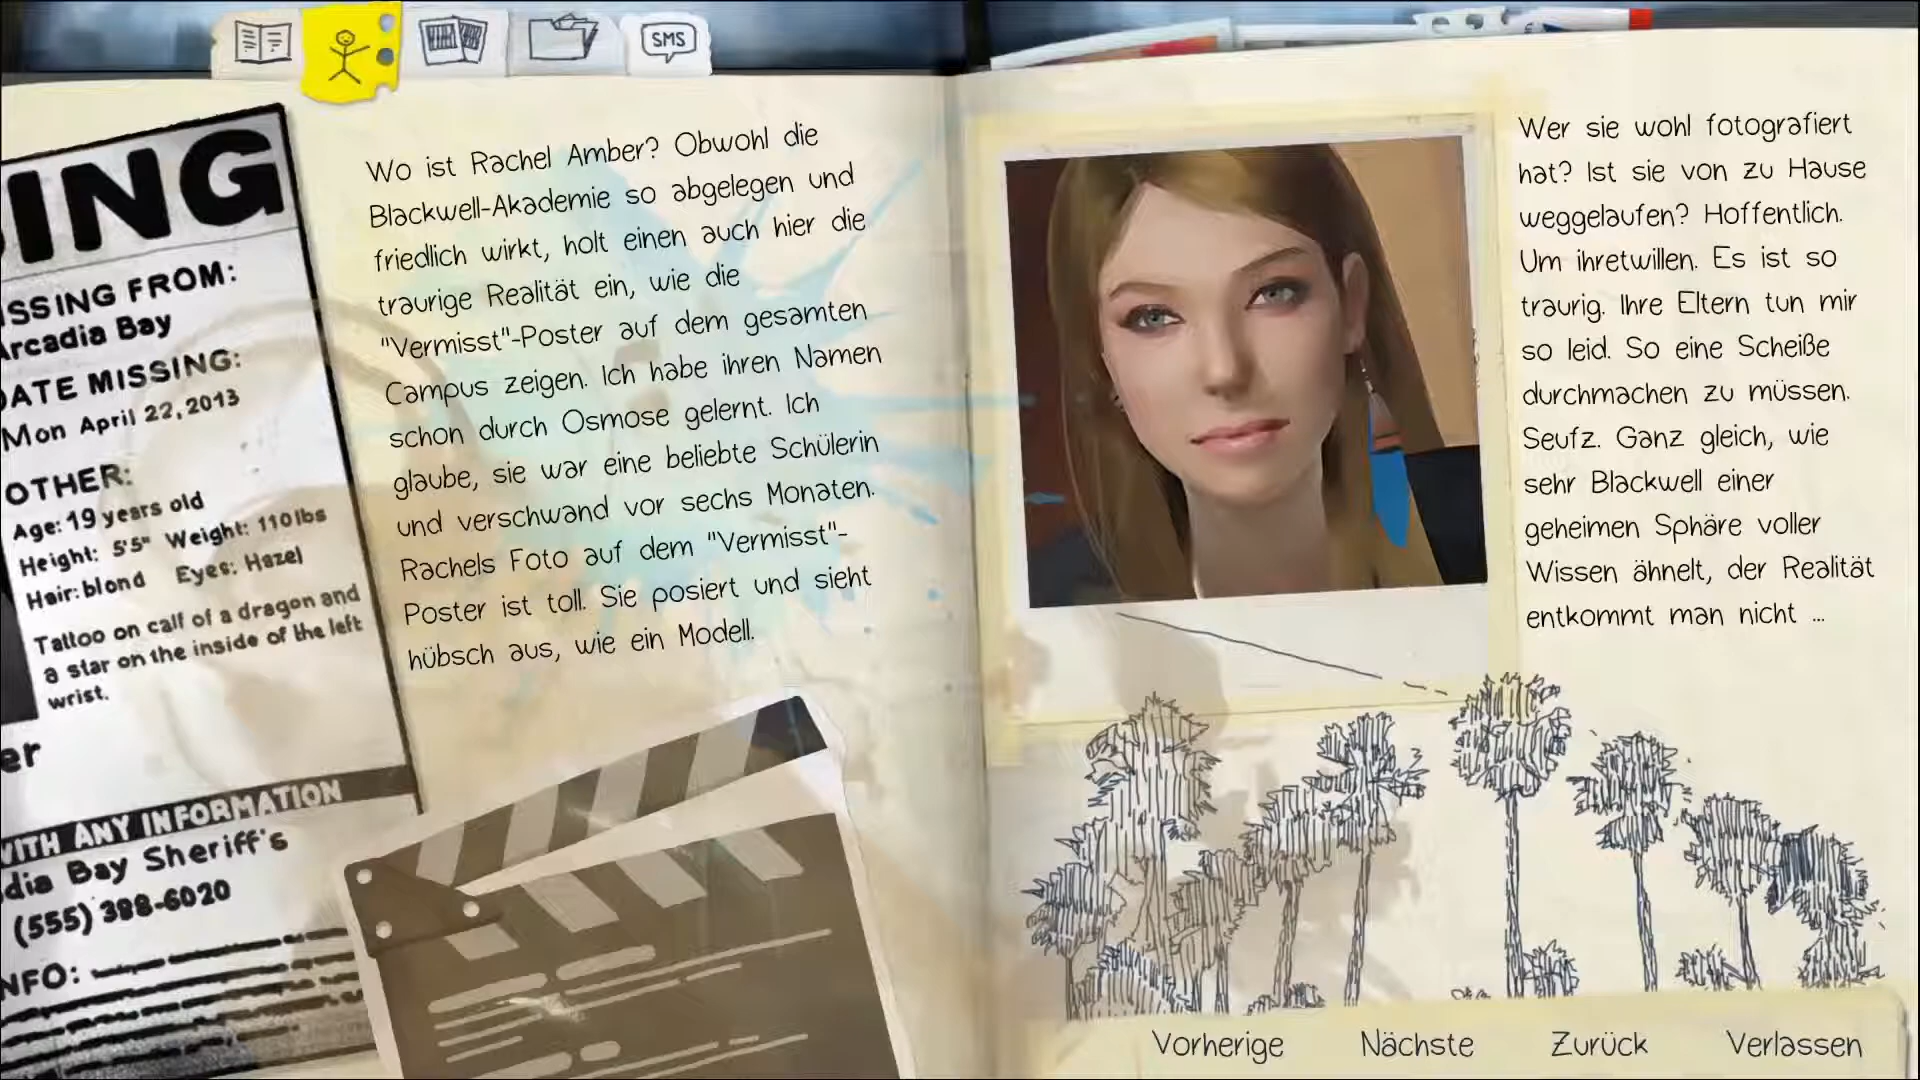 SMS
ING
ISSING FROM:
Arcadia Bay
DATE MISSING:
Mon April 22, 2013
OTHER:
Age: 19 years old
Height: 5'5" Weight: 110 lbs
Hair: blond Eyes: Hazel
Tattoo on calf of a dragon and
a star on the inside of the left
wrist.
er
WITH ANY INFORMATION
dia Bay Sheriff's
(555) 388-6020
NFO:
Wo ist Rachel Amber? Obwohl die
Blackwell-Akademie so abgelegen und
friedlich wirkt, holt einen auch hier die
traurige Realität ein, wie die
"Vermisst"-Poster auf dem gesamten
Campus zeigen. Ich habe ihren Namen
schon durch Osmose gelernt. Ich
glaube, sie war eine beliebte Schülerin
und verschwand vor sechs Monaten.
Rachels Foto auf dem "Vermisst"-
Poster ist toll. Sie posiert und sieht
hübsch aus, wie ein Modell.
Wer sie wohl fotografiert
hat? Ist sie von zu Hause
weggelaufen? Hoffentlich.
Um ihretwillen. Es ist so
traurig. Ihre Eltern tun mir
so leid. So eine Scheiße
durchmachen zu müssen.
Seufz. Ganz gleich, wie
sehr Blackwell einer
geheimen Sphäre voller
Wissen ähnelt, der Realität
entkommt man nicht ...
Vorherige Nächste Zurück Verlassen